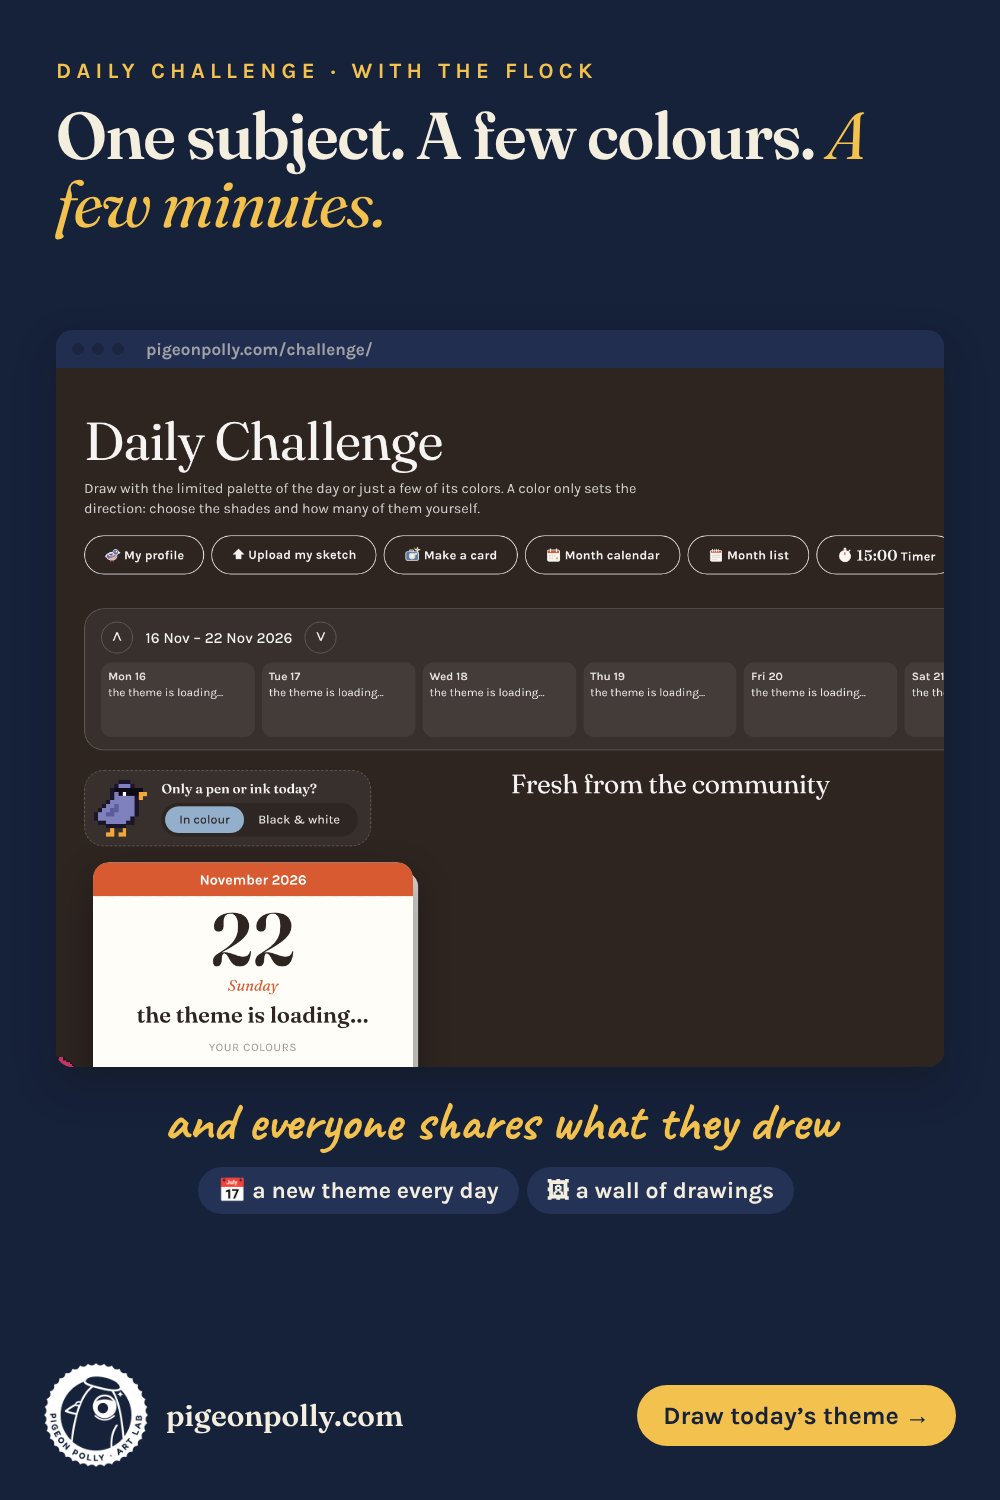 DAILY CHALLENGE · WITH THE FLOCK
One subject. A few colours. A
few minutes.
pigeonpolly.com/challenge/
Daily Challenge
Draw with the limited palette of the day or just a few of its colors. A color only sets the
direction: choose the shades and how many of them yourself.
My profile
Upload my sketch
Make a card
Month calendar
Month list
15:00 Timer
16 Nov – 22 Nov 2026
Mon 16
the theme is loading...
Tue 17
the theme is loading...
Wed 18
the theme is loading...
Thu 19
the theme is loading...
Fri 20
the theme is loading...
Sat 21
the th
Only a pen or ink today?
In colour
Black & white
Fresh from the community
November 2026
22
Sunday
the theme is loading...
YOUR COLOURS
and everyone shares what they drew
July
17
a new theme every day
a wall of drawings
PIGEON POLLY · ART LAB
pigeonpolly.com
Draw today's theme →